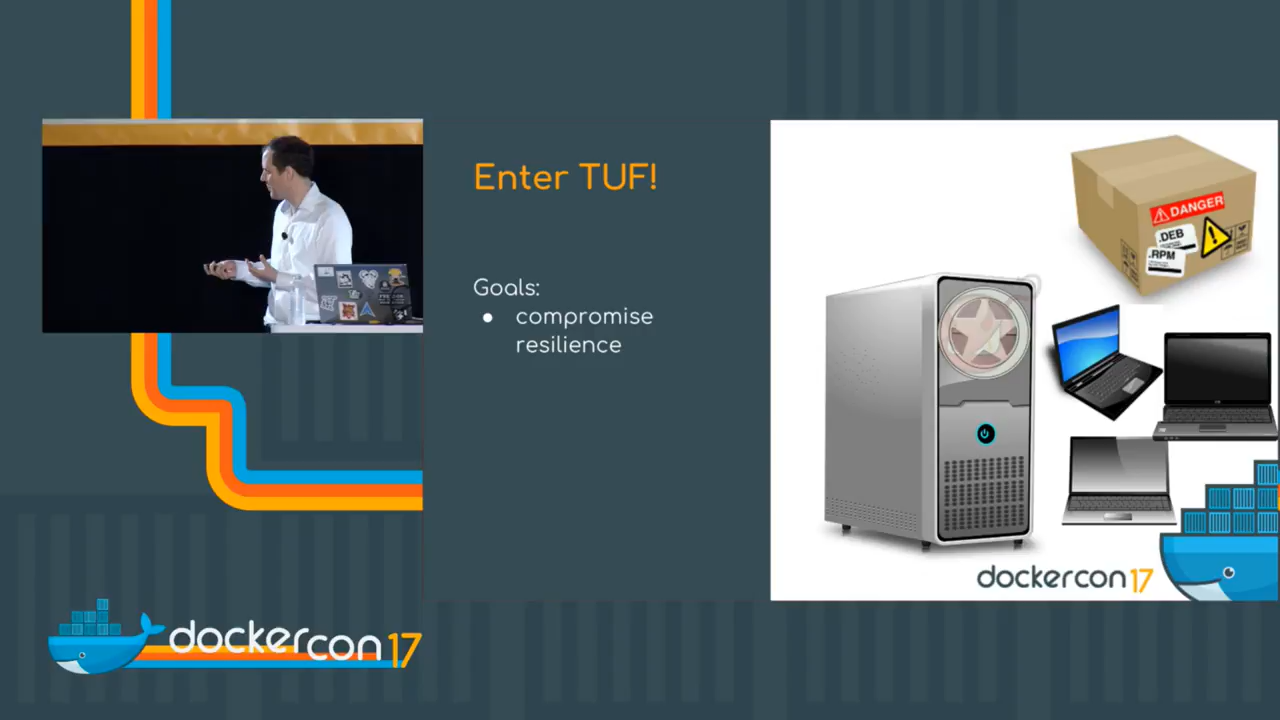 Enter TUF!
Goals:
● compromise
resilience
DANGER
.DEB
.RPM
dockercon17
dockercon17